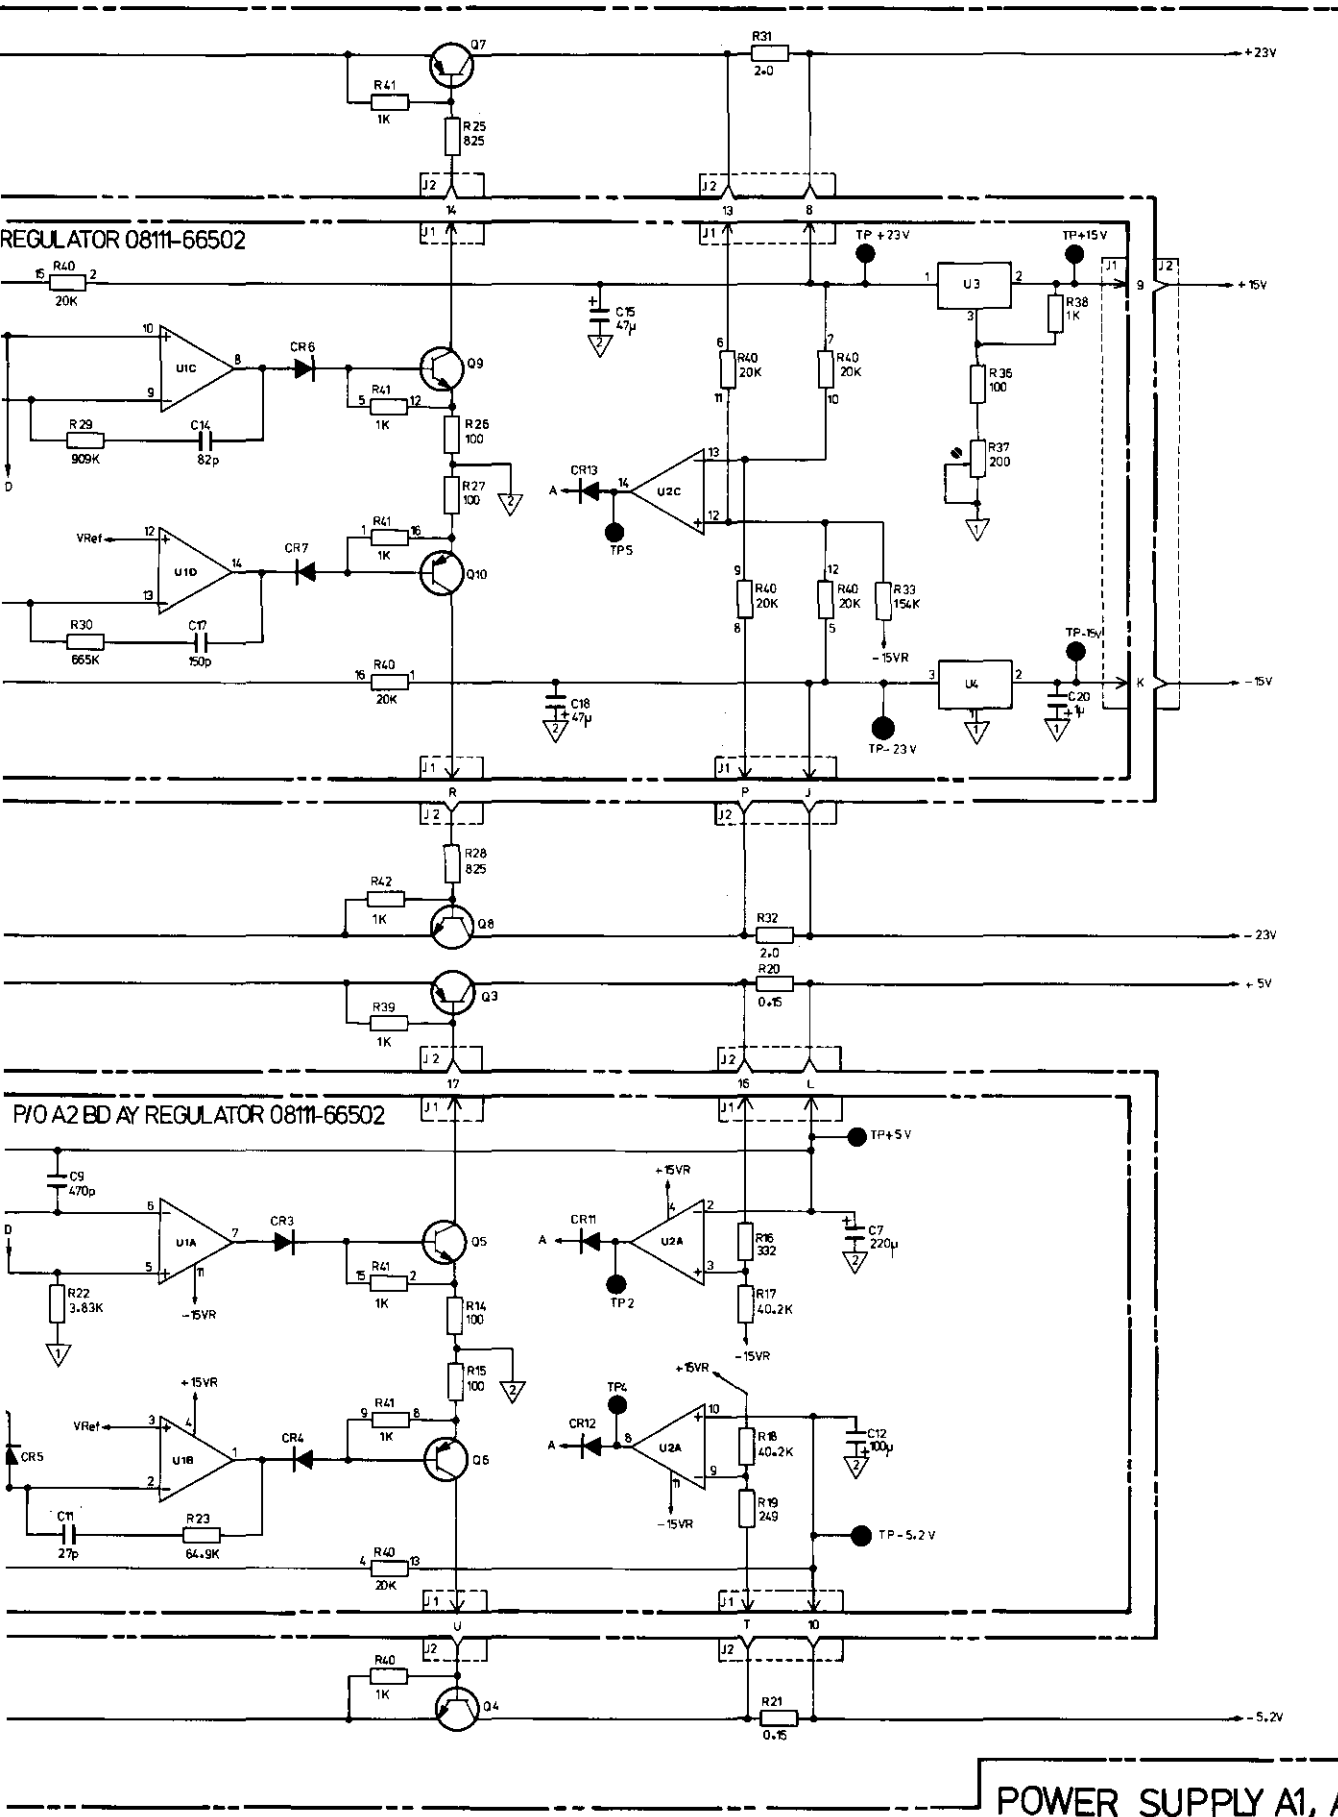 Q7
R31
2.0
+23V
R41
1K
R25
825
J2
14
J2
13
8
REGULATOR 08111-66502
J1
J1
TP +23V
TP+15V
15 R40 2
20K
+
C15
47µ
2
1 U3 2
3
R38
1K
J1
9
J2
+15V
10 +
U1C
8
9 −
CR6
Q9
5 R41 12
1K
R26
100
6
R40
20K
11
7
R40
20K
10
R36
100
R29
909K
C14
82p
D
R27
100
2
A
CR13
14
U2C
13
−
12
+
TP5
R37
200
1
VRef
12 +
U1D
14
13 −
CR7
1 R41 16
1K
Q10
9
R40
20K
8
12
R40
20K
5
R33
154K
-15VR
R30
665K
C17
150p
TP-15V
16 R40 1
20K
C18
+ 47µ
2
3 U4 2
1
1
C20
+ 1µ
1
K
-15V
TP-23V
J1
R
J2
J1
P
J
J2
R28
825
R42
1K
Q8
R32
2.0
-23V
R20
0.15
+5V
Q3
R39
1K
J2
17
J2
16
L
P/O A2 BD AY REGULATOR 08111-66502
J1
J1
TP+5V
C9
470p
+15VR
4
D
6 −
U1A
7
5 +
11
-15VR
CR3
Q5
15 R41 2
1K
A
CR11
U2A
2
−
3
+
TP2
R16
332
+
C7
220µ
2
R22
3.83K
1
R14
100
R17
40.2K
-15VR
R15
100
2
+15VR
+15VR
VRef
3 +
4
U1B
1
2 −
CR5
CR4
9 R41 8
1K
Q6
TP4
A
CR12
8
U2A
10
+
9
−
11
-15VR
R18
40.2K
R19
249
C12
+ 100µ
2
C11
27p
R23
64.9K
TP-5.2V
4 R40 13
20K
J1
U
J2
J1
T
10
J2
R40
1K
Q4
R21
0.15
-5.2V
POWER SUPPLY A1,